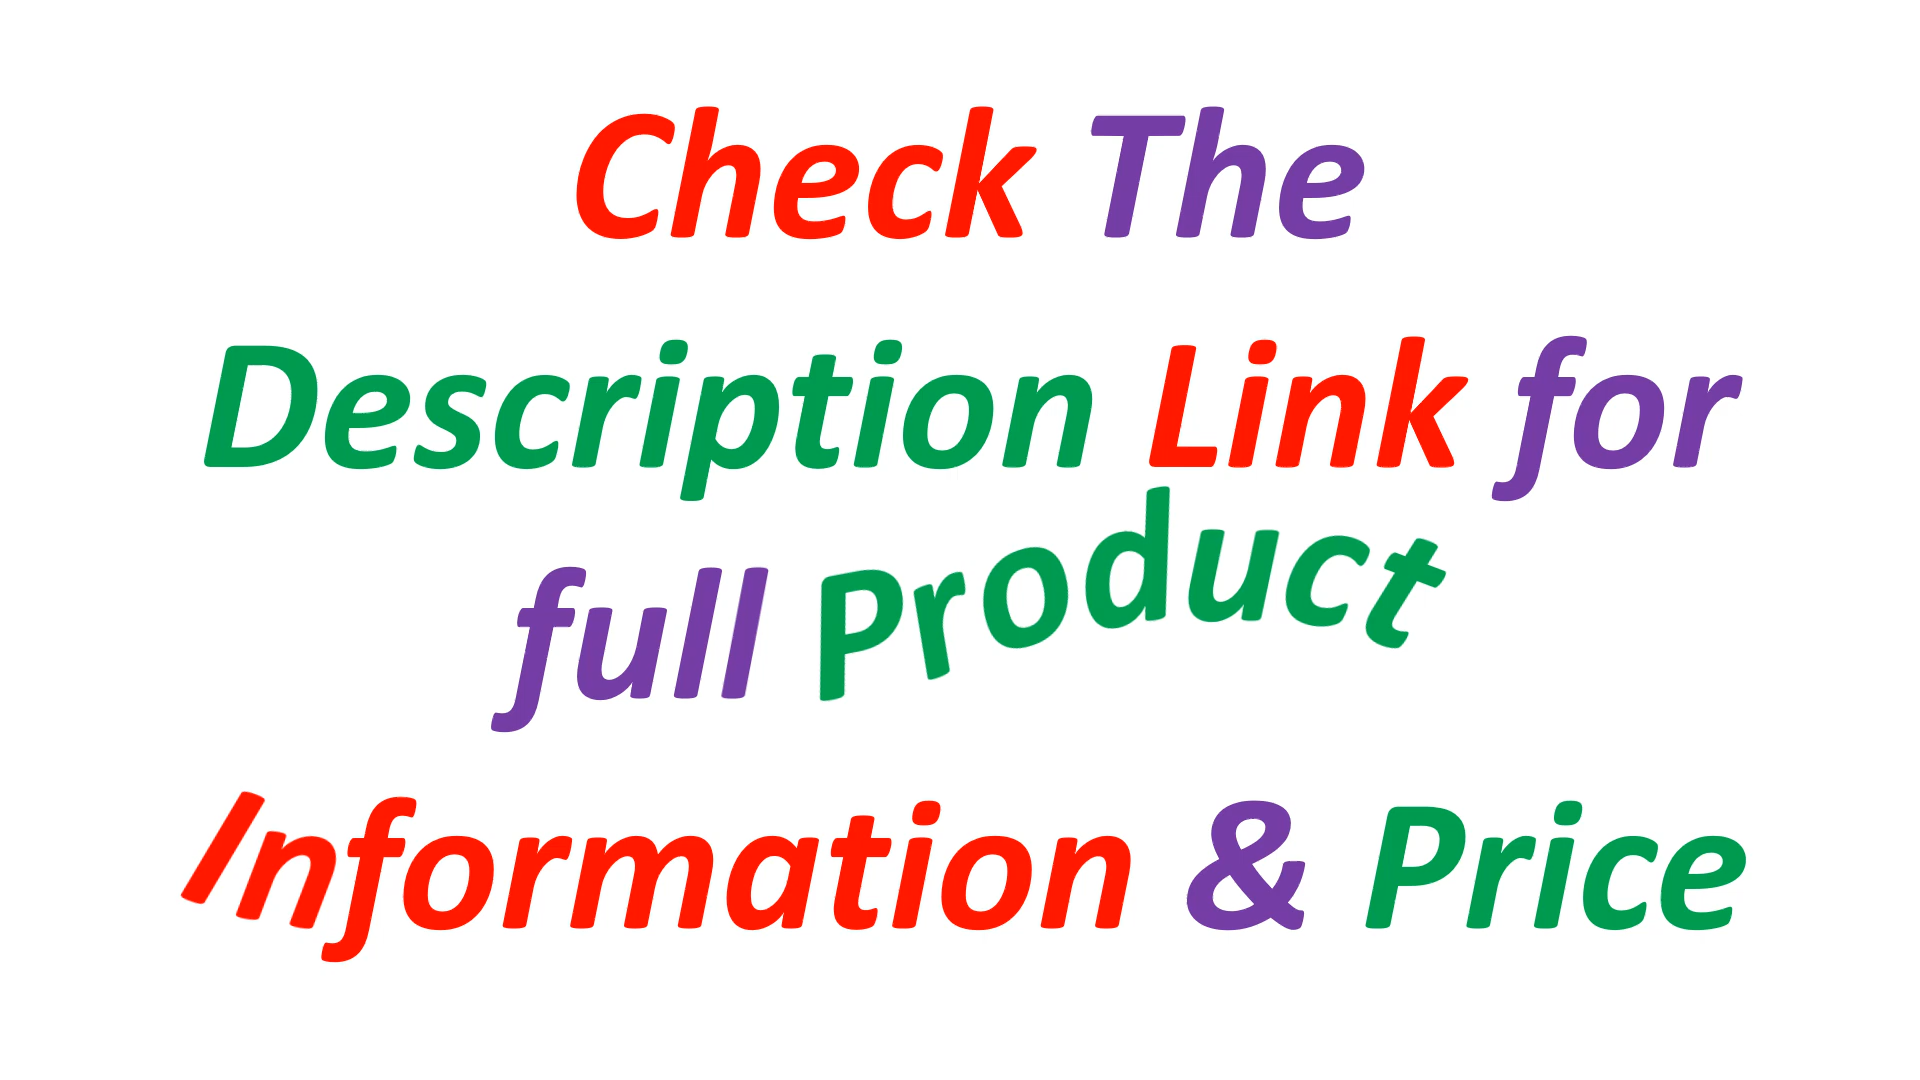 Check The
Description Link for
full Product
Information & Price